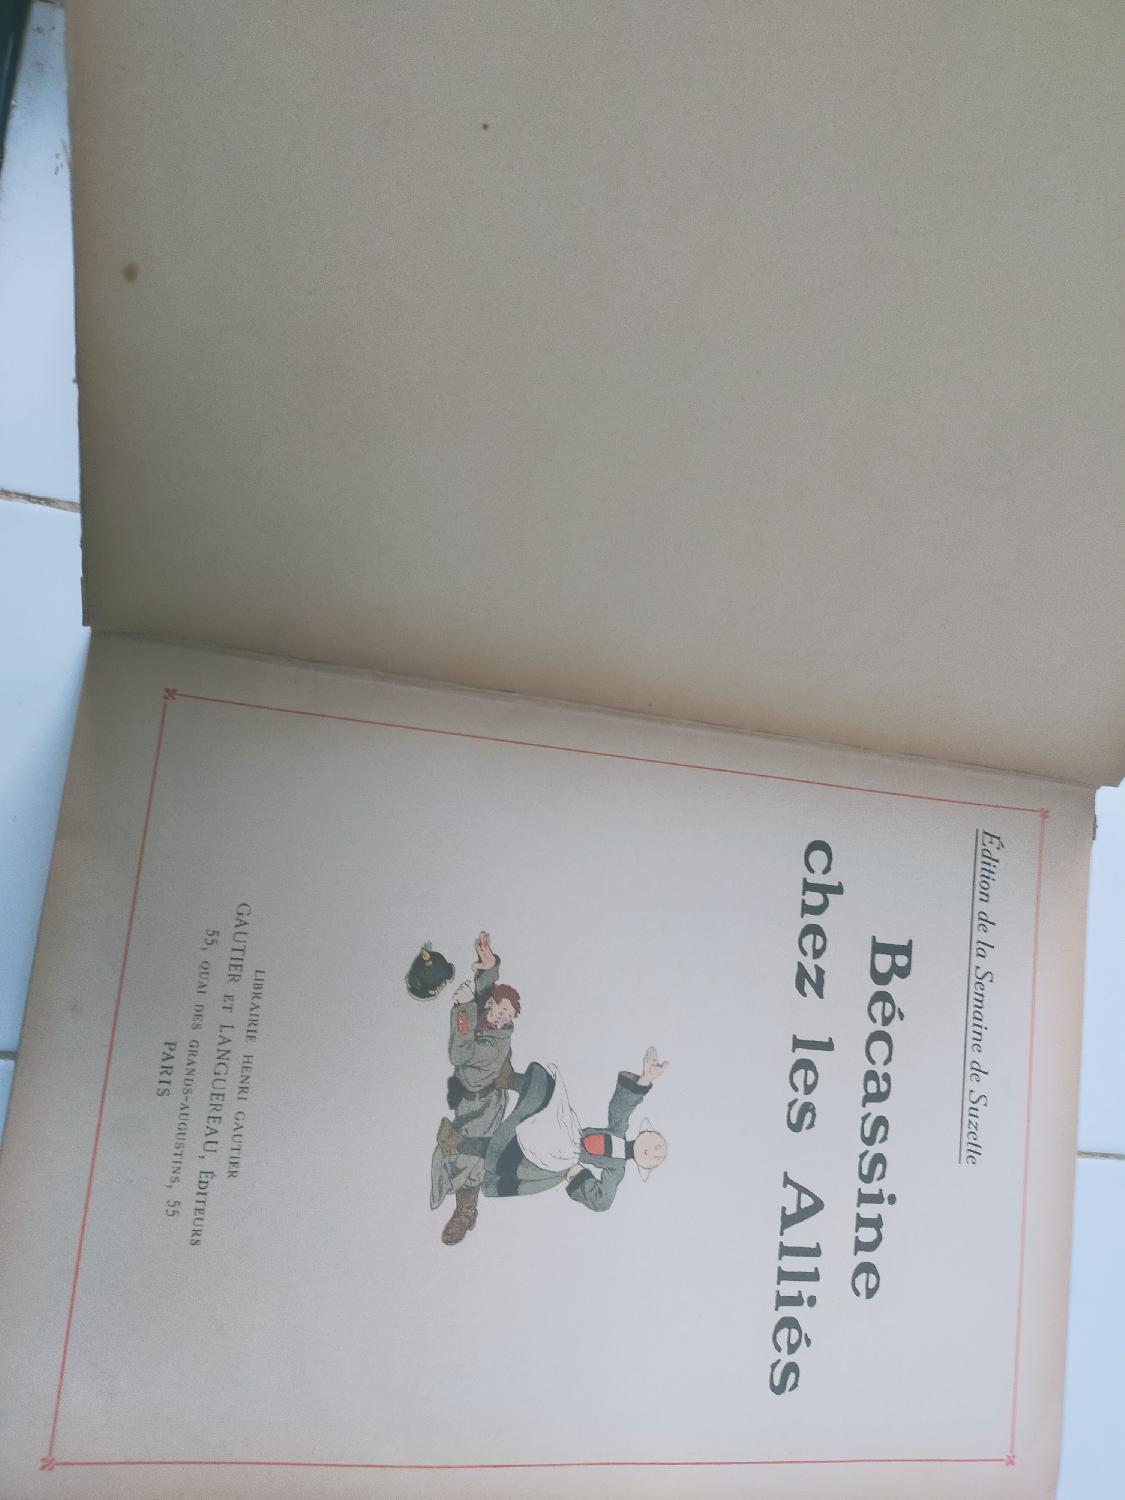 Édition de la Semaine de Suzette
Bécassine
chez les Alliés
LIBRAIRIE HENRI GAUTIER
GAUTIER ET LANGUEREAU, ÉDITEURS
55, QUAI DES GRANDS-AUGUSTINS, 55
PARIS